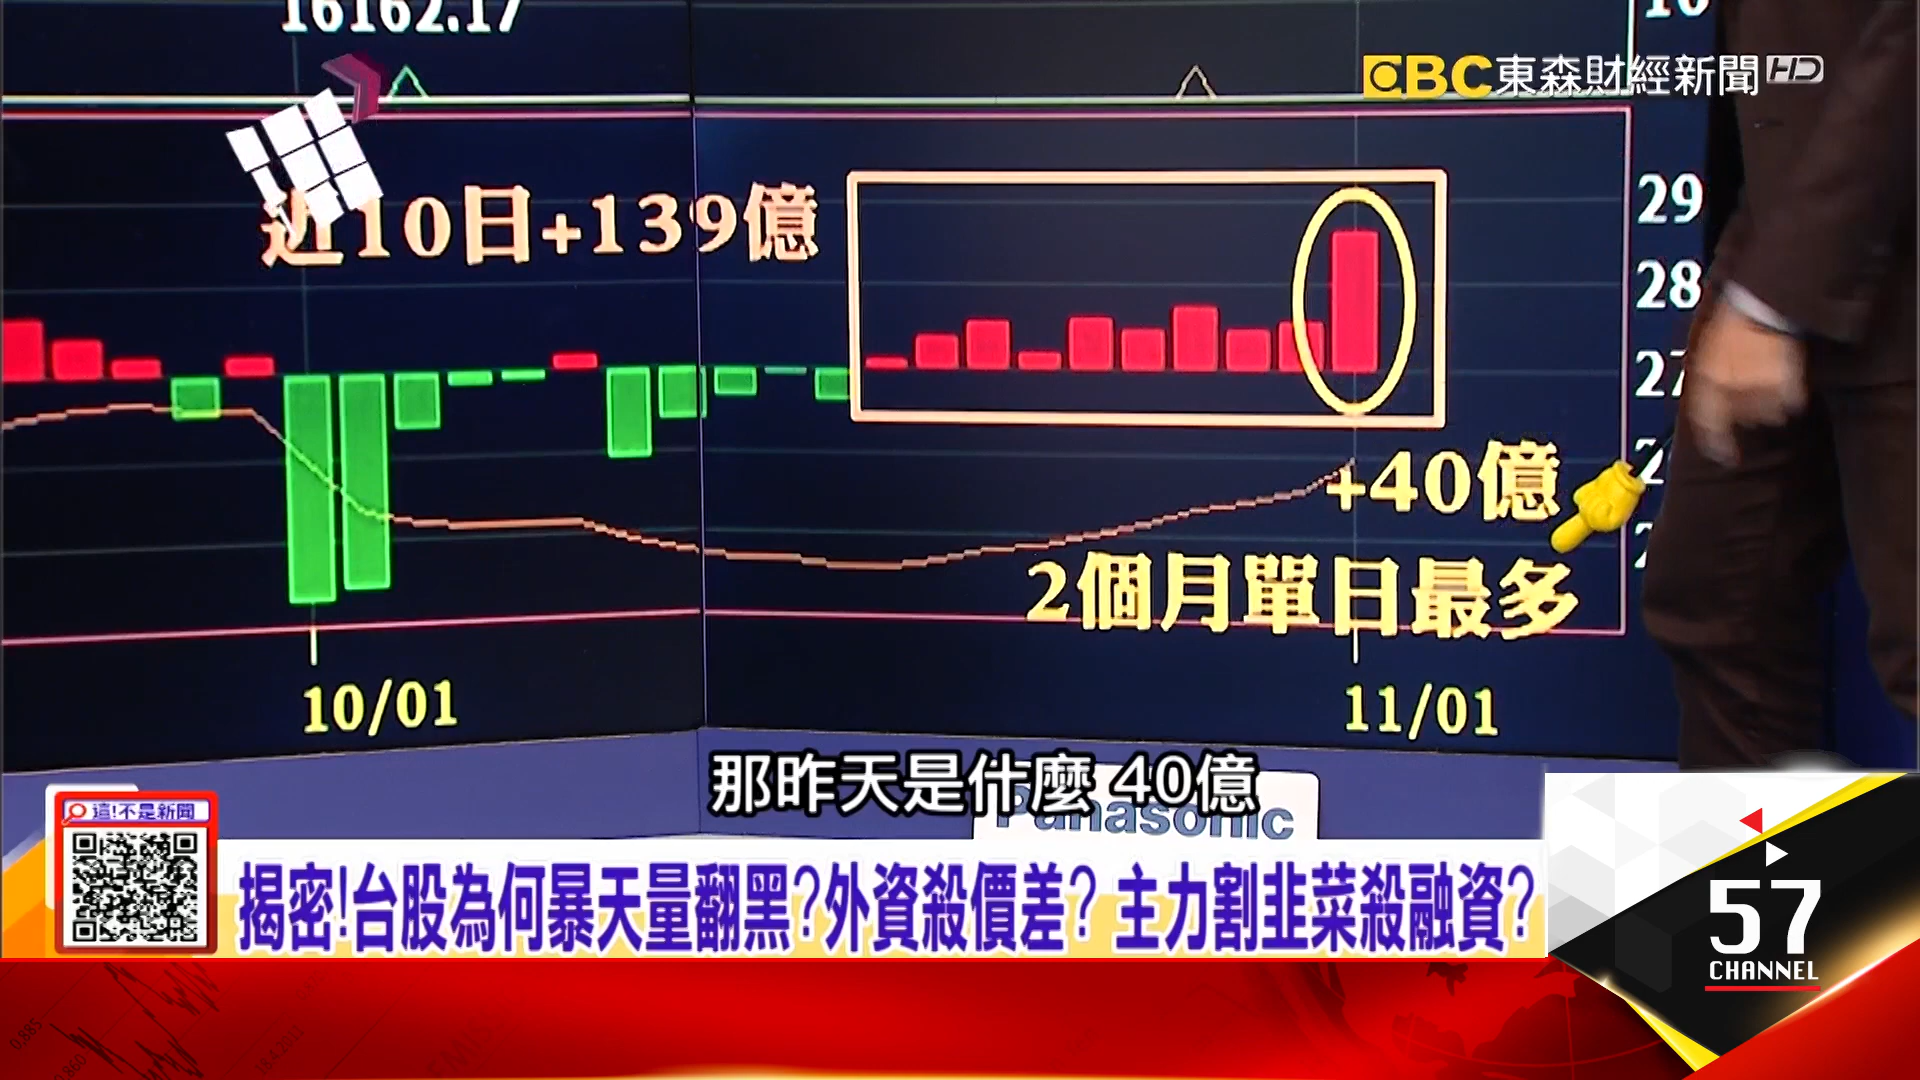 16162.17
EBC東森財經新聞HD
近10日+139億
29
28
27
+40億
2個月單日最多
10/01
11/01
那昨天是什麼 40億
Panasonic
這!不是新聞
揭密!台股為何暴天量翻黑?外資殺價差? 主力割韭菜殺融資?
57
CHANNEL